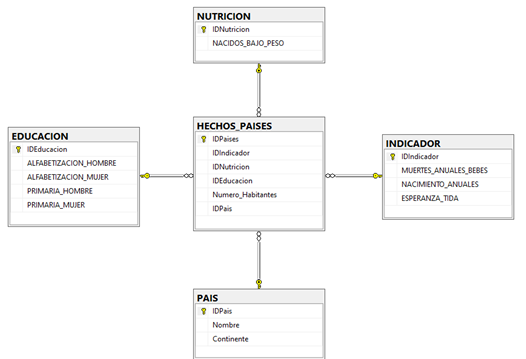 NUTRICION
IDNutricion
NACIDOS_BAJO_PESO
HECHOS_PAISES
IDPaises
IDIndicador
IDNutricion
IDEducacion
Numero_Habitantes
IDPais
EDUCACION
IDEducacion
ALFABETIZACION_HOMBRE
ALFABETIZACION_MUJER
PRIMARIA_HOMBRE
PRIMARIA_MUJER
INDICADOR
IDIndicador
MUERTES_ANUALES_BEBES
NACIMIENTO_ANUALES
ESPERANZA_TIDA
PAIS
IDPais
Nombre
Continente